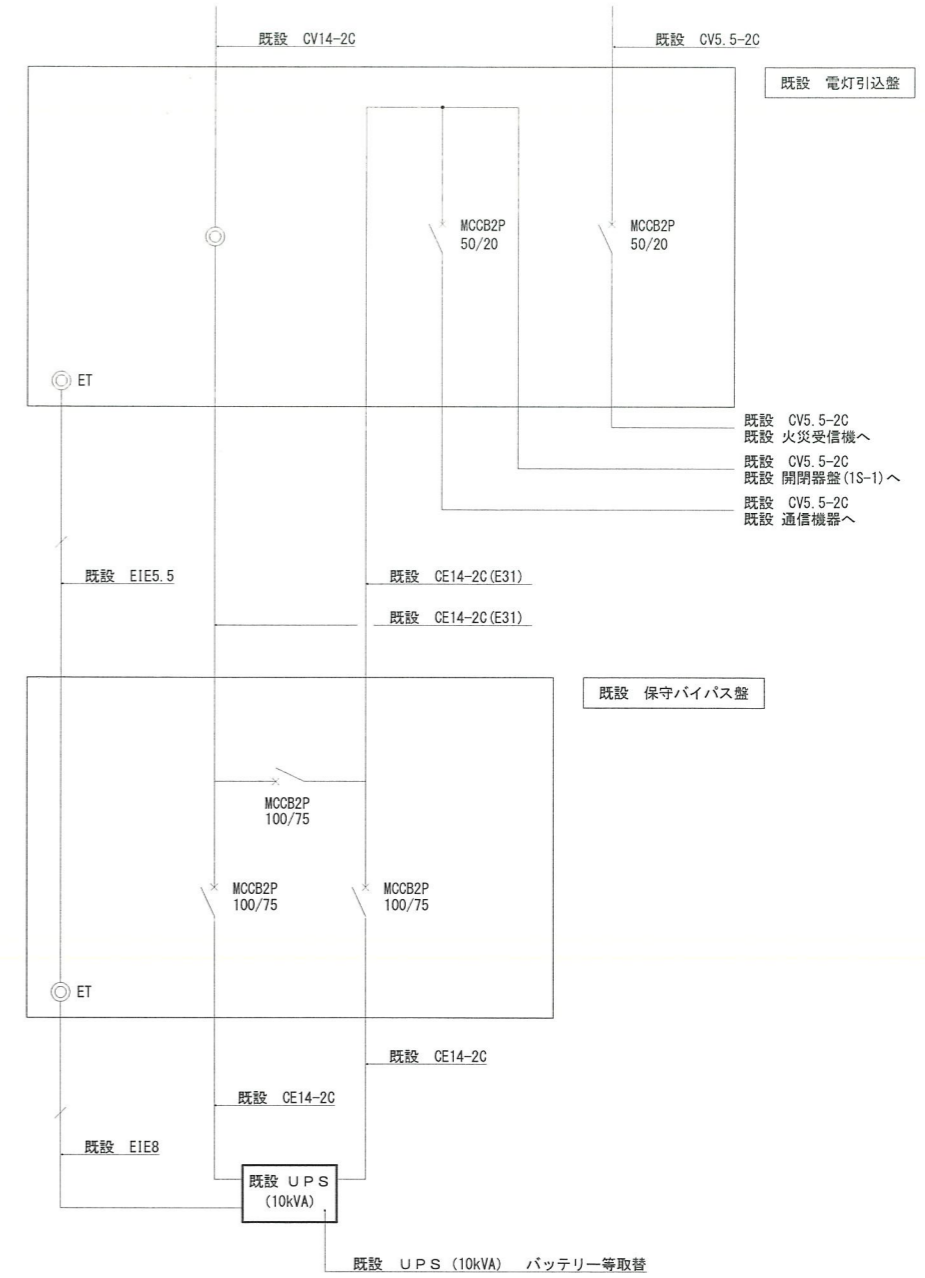 既設 CV14-2C
既設 CV5.5-2C
既設 電灯引込盤
MCCB2P
50/20
MCCB2P
50/20
ET
既設 CV5.5-2C
既設 火災受信機へ
既設 CV5.5-2C
既設 開閉器盤(1S-1)へ
既設 CV5.5-2C
既設 通信機器へ
既設 EIE5.5
既設 CE14-2C(E31)
既設 CE14-2C(E31)
既設 保守バイパス盤
MCCB2P
100/75
MCCB2P
100/75
MCCB2P
100/75
ET
既設 CE14-2C
既設 CE14-2C
既設 EIE8
既設 UPS
(10kVA)
既設 UPS(10kVA) バッテリー等取替